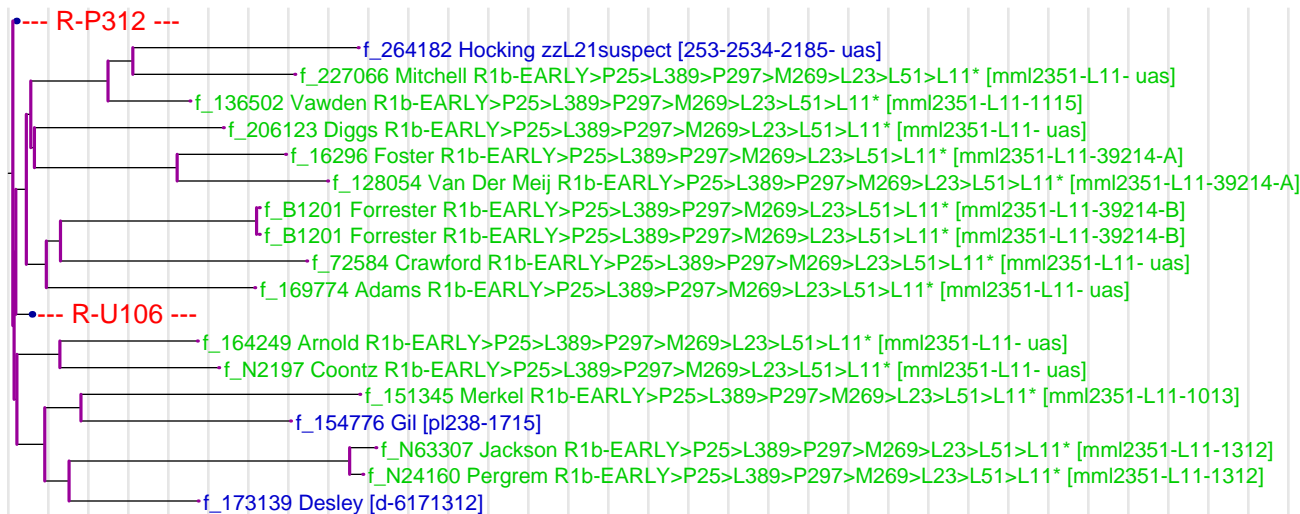 --- R-P312 ---
f_264182 Hocking zzL21suspect [253-2534-2185- uas]
f_227066 Mitchell R1b-EARLY>P25>L389>P297>M269>L23>L51>L11* [mml2351-L11- uas]
f_136502 Vawden R1b-EARLY>P25>L389>P297>M269>L23>L51>L11* [mml2351-L11-1115]
f_206123 Diggs R1b-EARLY>P25>L389>P297>M269>L23>L51>L11* [mml2351-L11- uas]
f_16296 Foster R1b-EARLY>P25>L389>P297>M269>L23>L51>L11* [mml2351-L11-39214-A]
f_128054 Van Der Meij R1b-EARLY>P25>L389>P297>M269>L23>L51>L11* [mml2351-L11-39214-A]
f_B1201 Forrester R1b-EARLY>P25>L389>P297>M269>L23>L51>L11* [mml2351-L11-39214-B]
f_B1201 Forrester R1b-EARLY>P25>L389>P297>M269>L23>L51>L11* [mml2351-L11-39214-B]
f_72584 Crawford R1b-EARLY>P25>L389>P297>M269>L23>L51>L11* [mml2351-L11- uas]
f_169774 Adams R1b-EARLY>P25>L389>P297>M269>L23>L51>L11* [mml2351-L11- uas]
--- R-U106 ---
f_164249 Arnold R1b-EARLY>P25>L389>P297>M269>L23>L51>L11* [mml2351-L11- uas]
f_N2197 Coontz R1b-EARLY>P25>L389>P297>M269>L23>L51>L11* [mml2351-L11- uas]
f_151345 Merkel R1b-EARLY>P25>L389>P297>M269>L23>L51>L11* [mml2351-L11-1013]
f_154776 Gil [pl238-1715]
f_N63307 Jackson R1b-EARLY>P25>L389>P297>M269>L23>L51>L11* [mml2351-L11-1312]
f_N24160 Pergrem R1b-EARLY>P25>L389>P297>M269>L23>L51>L11* [mml2351-L11-1312]
f_173139 Desley [d-6171312]